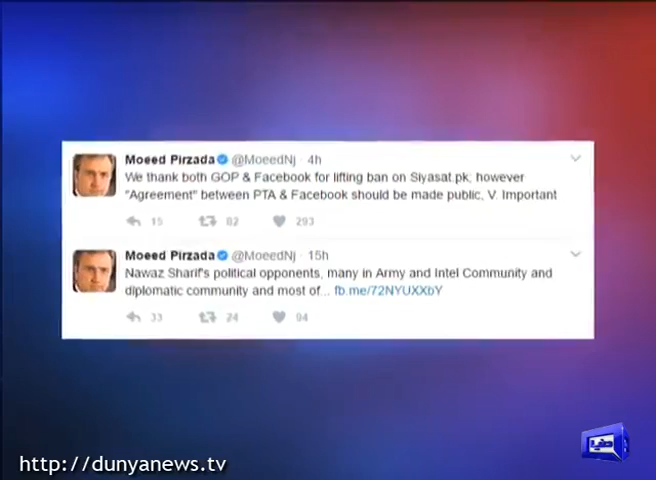 Moeed Pirzada @MoeedNj · 4h
We thank both GOP & Facebook for lifting ban on Siyasat.pk; however
"Agreement" between PTA & Facebook should be made public, V. Important
15 82 293
Moeed Pirzada @MoeedNj · 15h
Nawaz Sharif's political opponents, many in Army and Intel Community and
diplomatic community and most of... fb.me/72NYUXXbY
33 24 94
دنیا
http://dunyanews.tv